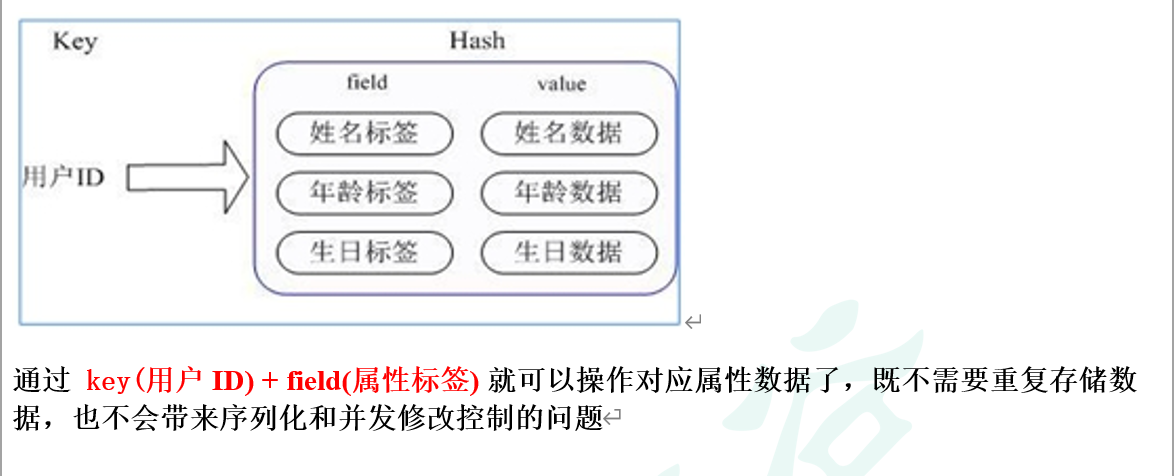 Key Hash
field value
姓名标签 姓名数据
用户ID 年龄标签 年龄数据
生日标签 生日数据
通过 key(用户 ID) + field(属性标签) 就可以操作对应属性数据了，既不需要重复存储数
据，也不会带来序列化和并发修改控制的问题